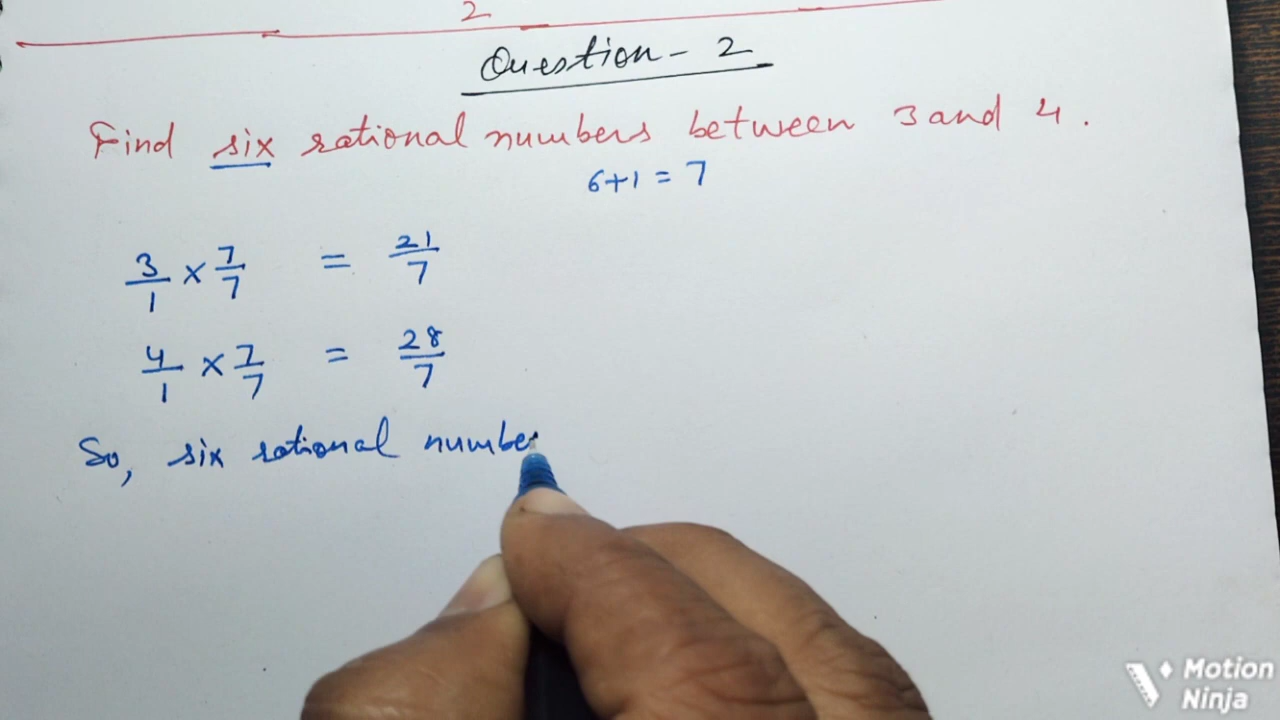 2
Question - 2
Find six rational numbers between 3 and 4.
6+1 = 7
3/1 × 7/7 = 21/7
4/1 × 7/7 = 28/7
So, six rational numbe
Motion
Ninja